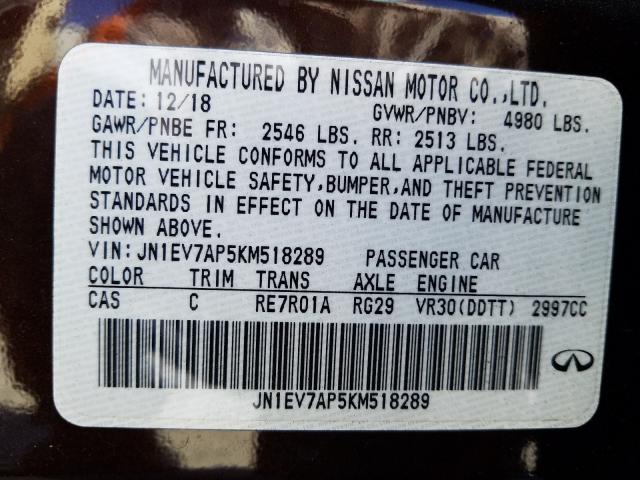 MANUFACTURED BY NISSAN MOTOR CO.,LTD.
DATE: 12/18 GVWR/PNBV: 4980 LBS.
GAWR/PNBE FR: 2546 LBS. RR: 2513 LBS.
THIS VEHICLE CONFORMS TO ALL APPLICABLE FEDERAL
MOTOR VEHICLE SAFETY,BUMPER,AND THEFT PREVENTION
STANDARDS IN EFFECT ON THE DATE OF MANUFACTURE
SHOWN ABOVE.
VIN: JN1EV7AP5KM518289 PASSENGER CAR
COLOR TRIM TRANS AXLE ENGINE
CAS C RE7R01A RG29 VR30(DDTT) 2997CC
JN1EV7AP5KM518289